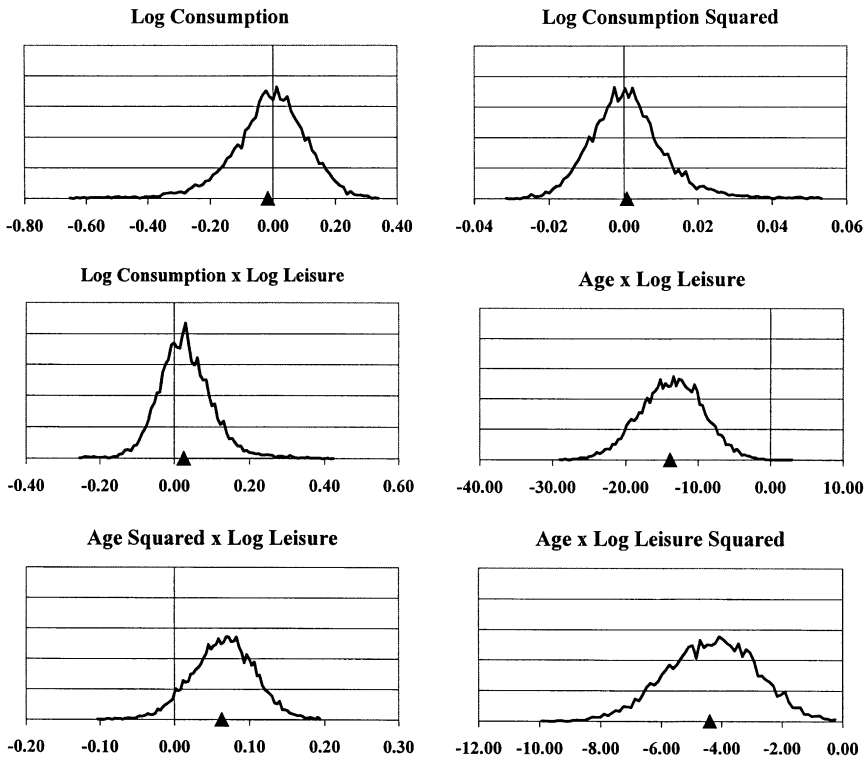 Log Consumption
-0.80 -0.60 -0.40 -0.20 0.00 0.20 0.40
Log Consumption Squared
-0.04 -0.02 0.00 0.02 0.04 0.06
Log Consumption x Log Leisure
-0.40 -0.20 0.00 0.20 0.40 0.60
Age x Log Leisure
-40.00 -30.00 -20.00 -10.00 0.00 10.00
Age Squared x Log Leisure
-0.20 -0.10 0.00 0.10 0.20 0.30
Age x Log Leisure Squared
-12.00 -10.00 -8.00 -6.00 -4.00 -2.00 0.00